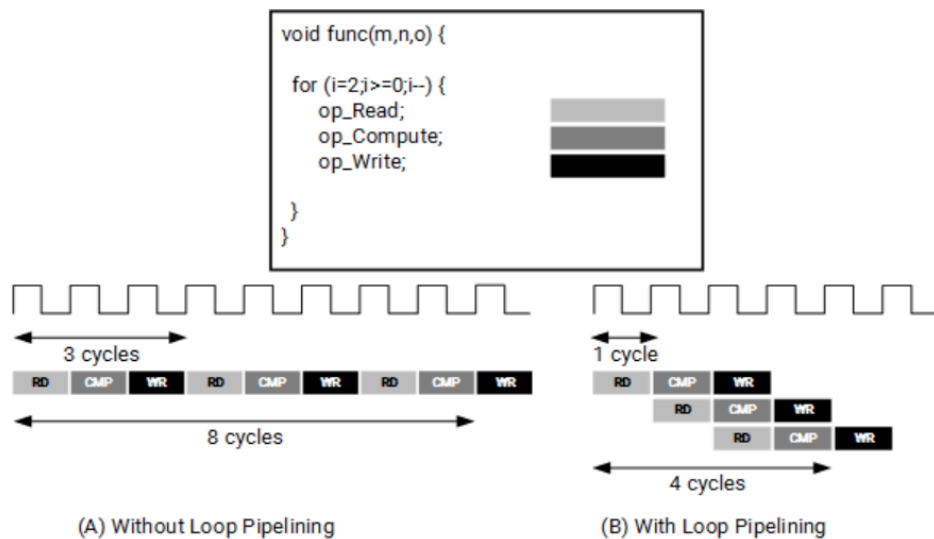 void func(m,n,o) {
for (i=2;i>=0;i--) {
op_Read;
op_Compute;
op_Write;
}
}
3 cycles
RD CMP WR RD CMP WR RD CMP WR
8 cycles
(A) Without Loop Pipelining
1 cycle
RD CMP WR
RD CMP WR
RD CMP WR
4 cycles
(B) With Loop Pipelining